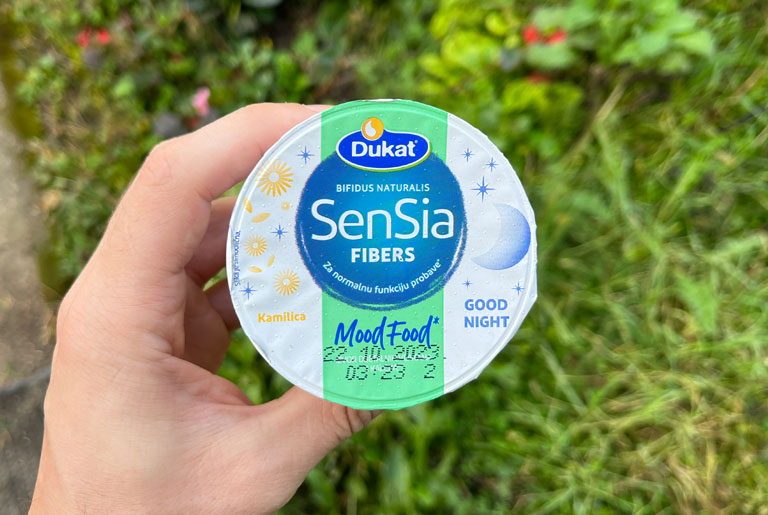 Dukat
BIFIDUS NATURALIS
SenSia
FIBERS
Za normalnu funkciju probave*
Kamilica
GOOD
NIGHT
Mood Food*
22.10.2023.
03:23 2